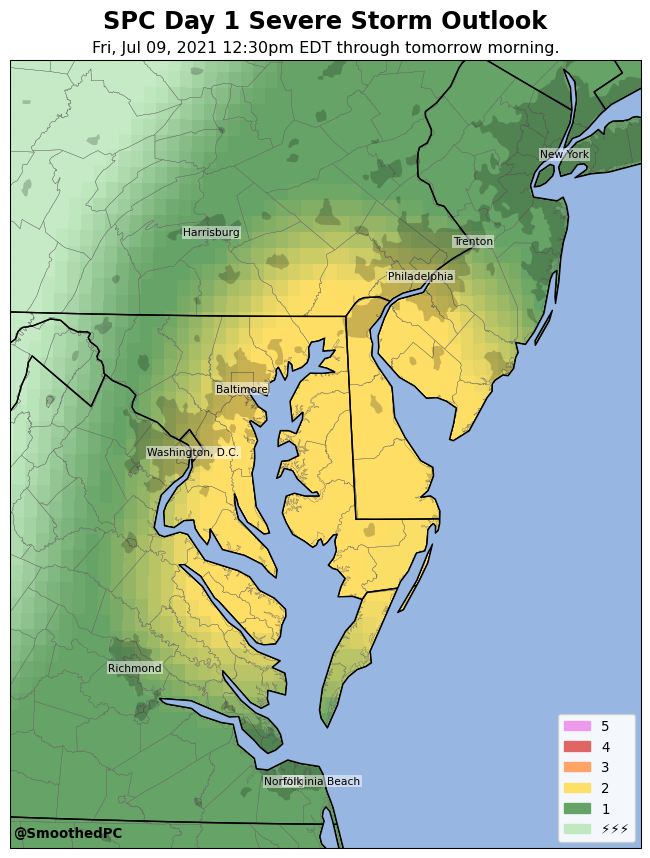 SPC Day 1 Severe Storm Outlook
Fri, Jul 09, 2021 12:30pm EDT through tomorrow morning.
New York
Harrisburg
Trenton
Philadelphia
Baltimore
Washington, D.C.
Richmond
Norfolk
Beach
5
4
3
2
1
⚡⚡⚡
@SmoothedPC